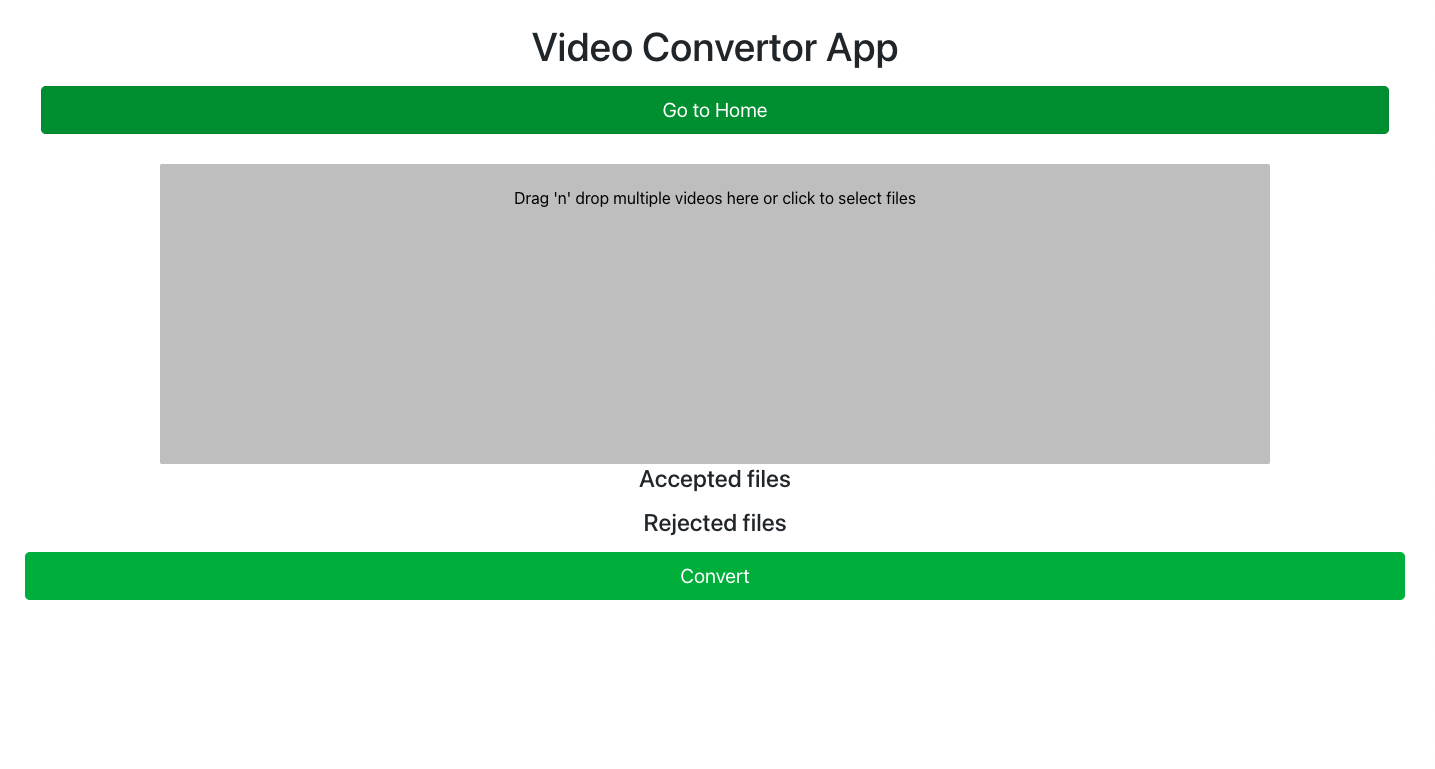 Video Convertor App
Go to Home
Drag 'n' drop multiple videos here or click to select files
Accepted files
Rejected files
Convert